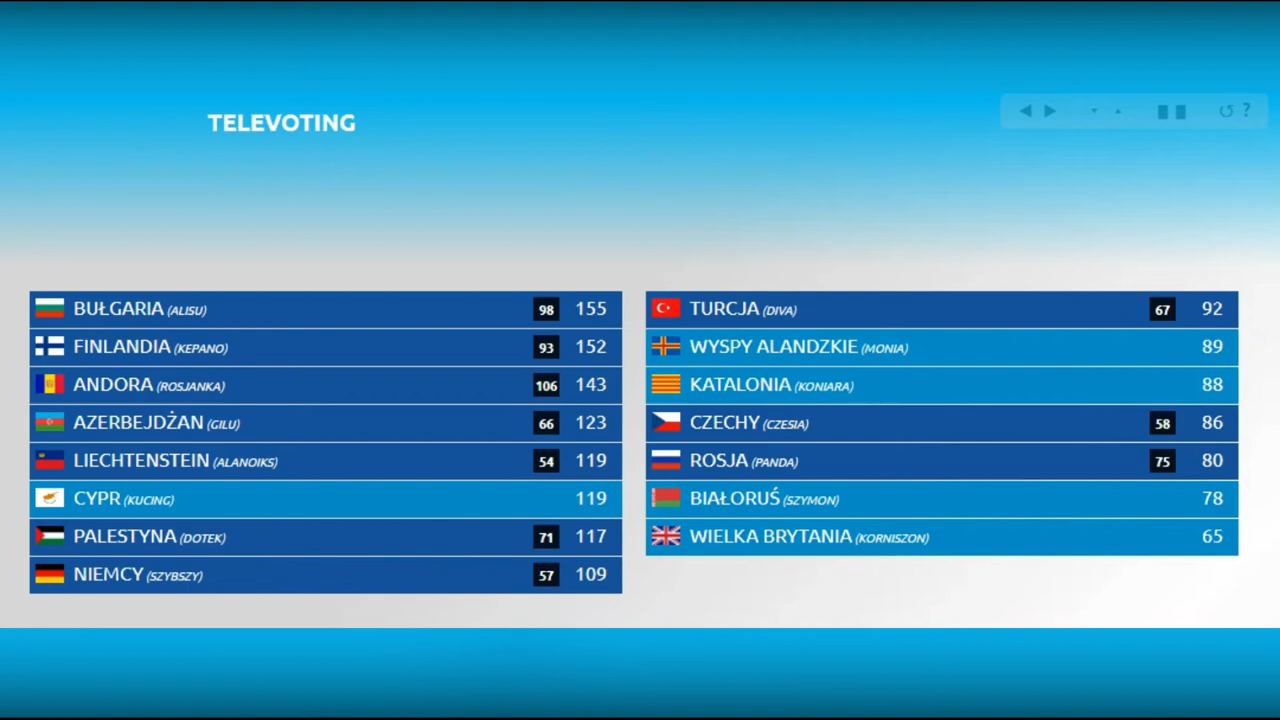 TELEVOTING
?
BUŁGARIA (ALISU) 98 155
FINLANDIA (KEPANO) 93 152
ANDORA (ROSJANKA) 106 143
AZERBEJDŻAN (GILU) 66 123
LIECHTENSTEIN (ALANOIKS) 54 119
CYPR (KUCING) 119
PALESTYNA (DOTEK) 71 117
NIEMCY (SZYBSZY) 57 109
TURCJA (DIVA) 67 92
WYSPY ALANDZKIE (MONIA) 89
KATALONIA (KONIARA) 88
CZECHY (CZESIA) 58 86
ROSJA (PANDA) 75 80
BIAŁORUŚ (SZYMON) 78
WIELKA BRYTANIA (KORNISZON) 65